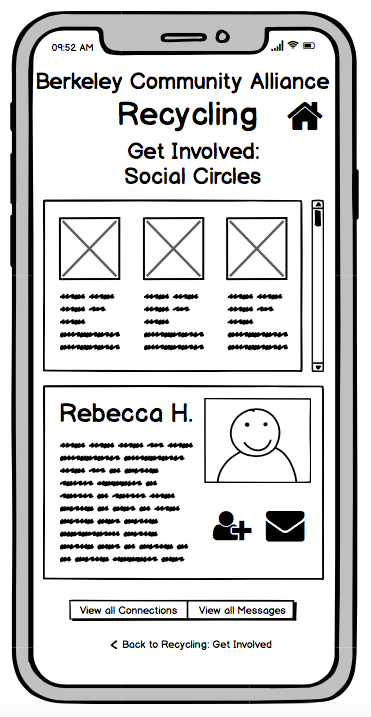 09:52 AM
Berkeley Community Alliance
Recycling
Get Involved:
Social Circles
Rebecca H.
View all Connections
View all Messages
Back to Recycling: Get Involved